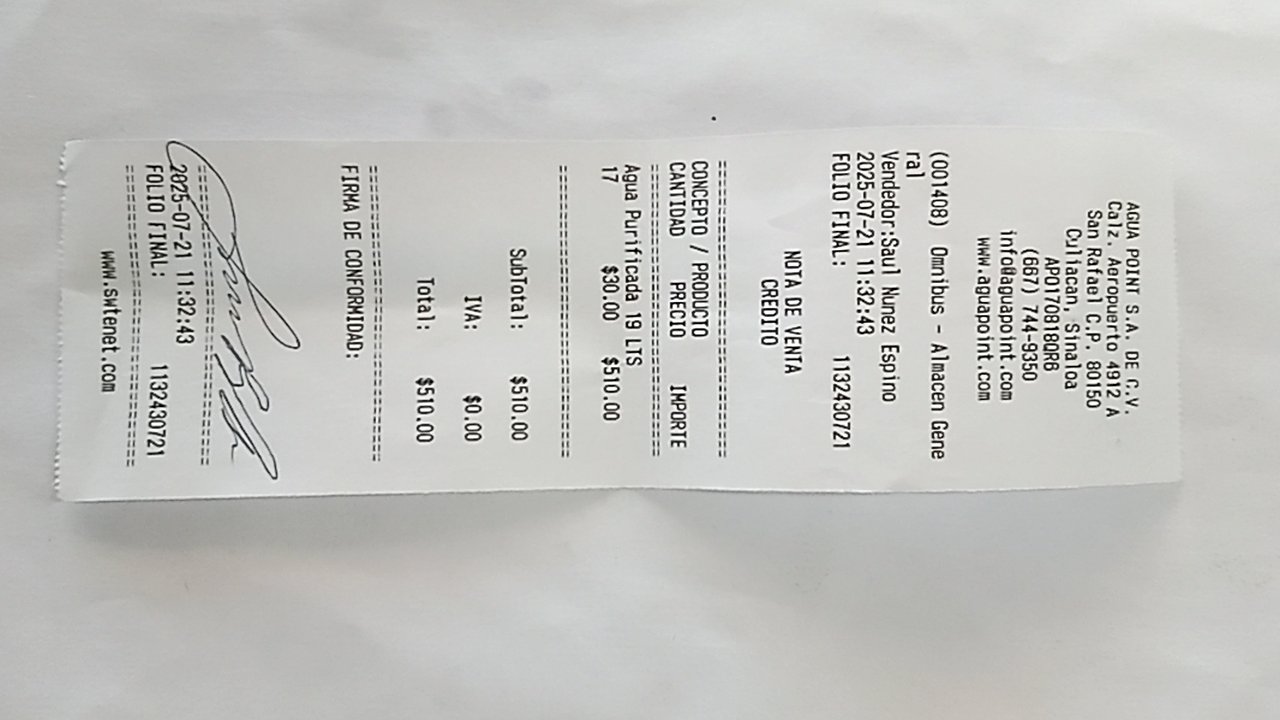 AGUA POINT S.A. DE C.V.
Calz. Aeropuerto 4912 A
San Rafael C.P. 80150
Culiacan, Sinaloa
APO170818QR6
(667) 744-9350
info@aguapoint.com
www.aguapoint.com
(001408) Omnibus - Almacen Gene
ral
Vendedor:Saul Nunez Espino
2025-07-21 11:32:43
FOLIO FINAL: 1132430721
NOTA DE VENTA
CREDITO
CONCEPTO / PRODUCTO
CANTIDAD PRECIO IMPORTE
Agua Purificada 19 LTS
17 $30.00 $510.00
SubTotal: $510.00
IVA: $0.00
Total: $510.00
FIRMA DE CONFORMIDAD:
2025-07-21 11:32:43
FOLIO FINAL: 1132430721
www.swtenet.com